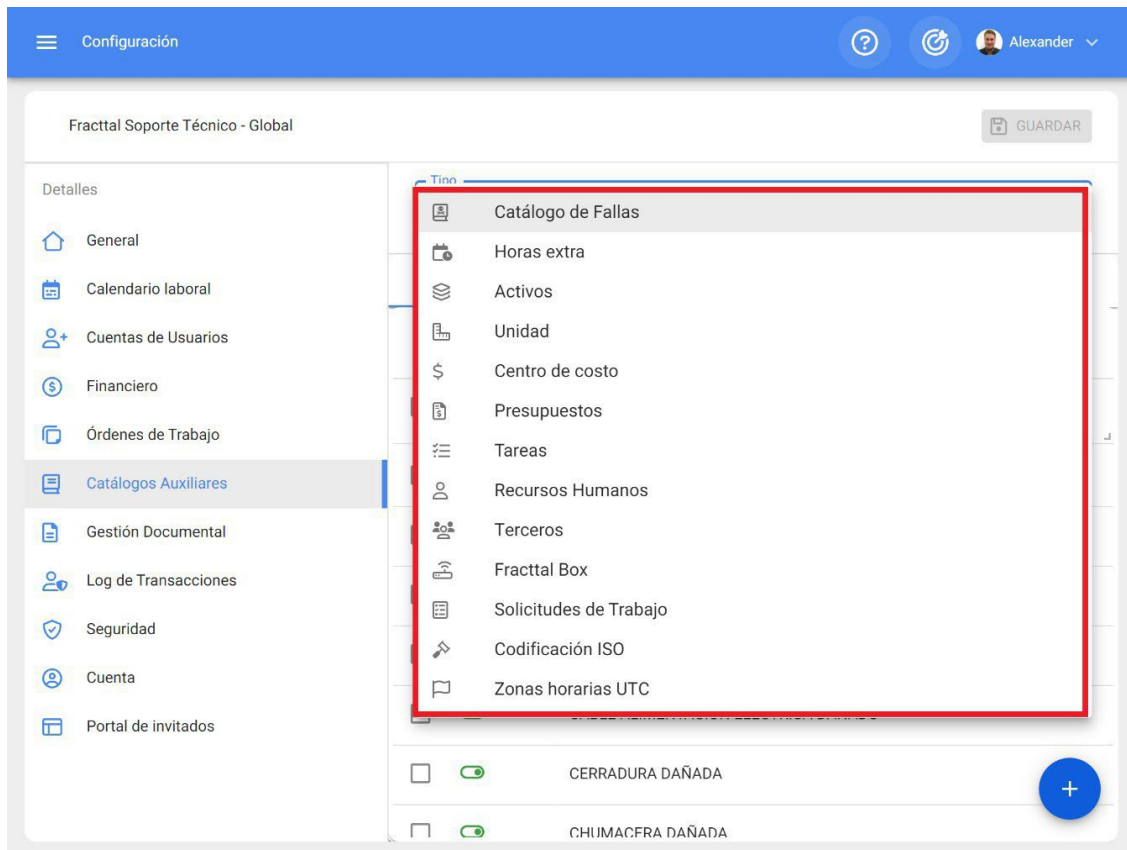 Configuración
Alexander
Fracttal Soporte Técnico - Global
GUARDAR
Detalles
General
Calendario laboral
Cuentas de Usuarios
Financiero
Órdenes de Trabajo
Catálogos Auxiliares
Gestión Documental
Log de Transacciones
Seguridad
Cuenta
Portal de invitados
Tipo
Catálogo de Fallas
Horas extra
Activos
Unidad
Centro de costo
Presupuestos
Tareas
Recursos Humanos
Terceros
Fracttal Box
Solicitudes de Trabajo
Codificación ISO
Zonas horarias UTC
CERRADURA DAÑADA
CHUMACERA DAÑADA